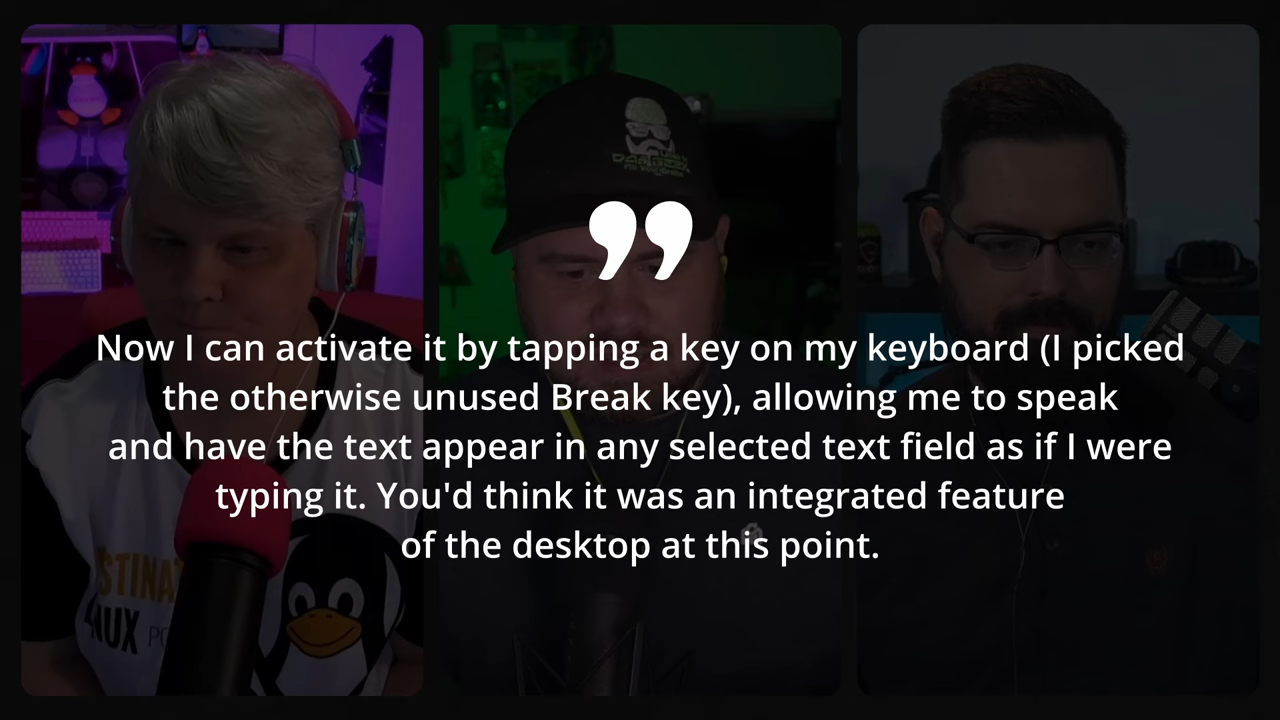 ”
Now I can activate it by tapping a key on my keyboard (I picked
the otherwise unused Break key), allowing me to speak
and have the text appear in any selected text field as if I were
typing it. You'd think it was an integrated feature
of the desktop at this point.